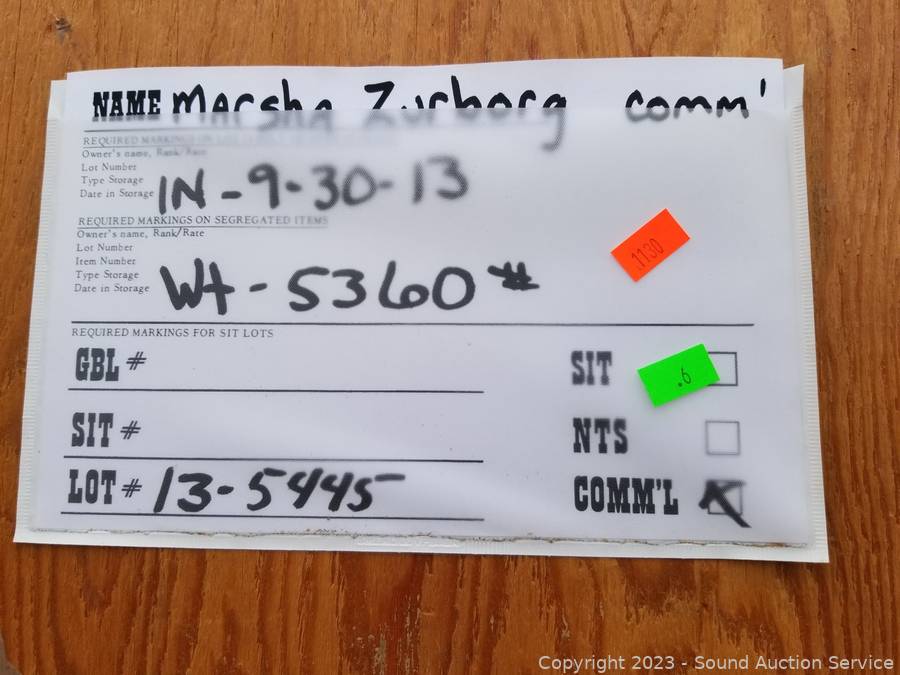 NAME Marsha Zurborg comm'
REQUIRED MARKINGS ON
Owner's name, Rank/Rate
Lot Number
Type Storage
Date in Storage IN-9-30-13
REQUIRED MARKINGS ON SEGREGATED ITEMS
Owner's name, Rank/Rate
Lot Number
Item Number
Type Storage
Date in Storage Wt-5360#
1130
REQUIRED MARKINGS FOR SIT LOTS
GBL #
SIT
.6
SIT #
NTS
LOT # 13-5445
COMM'L
Copyright 2023 - Sound Auction Service